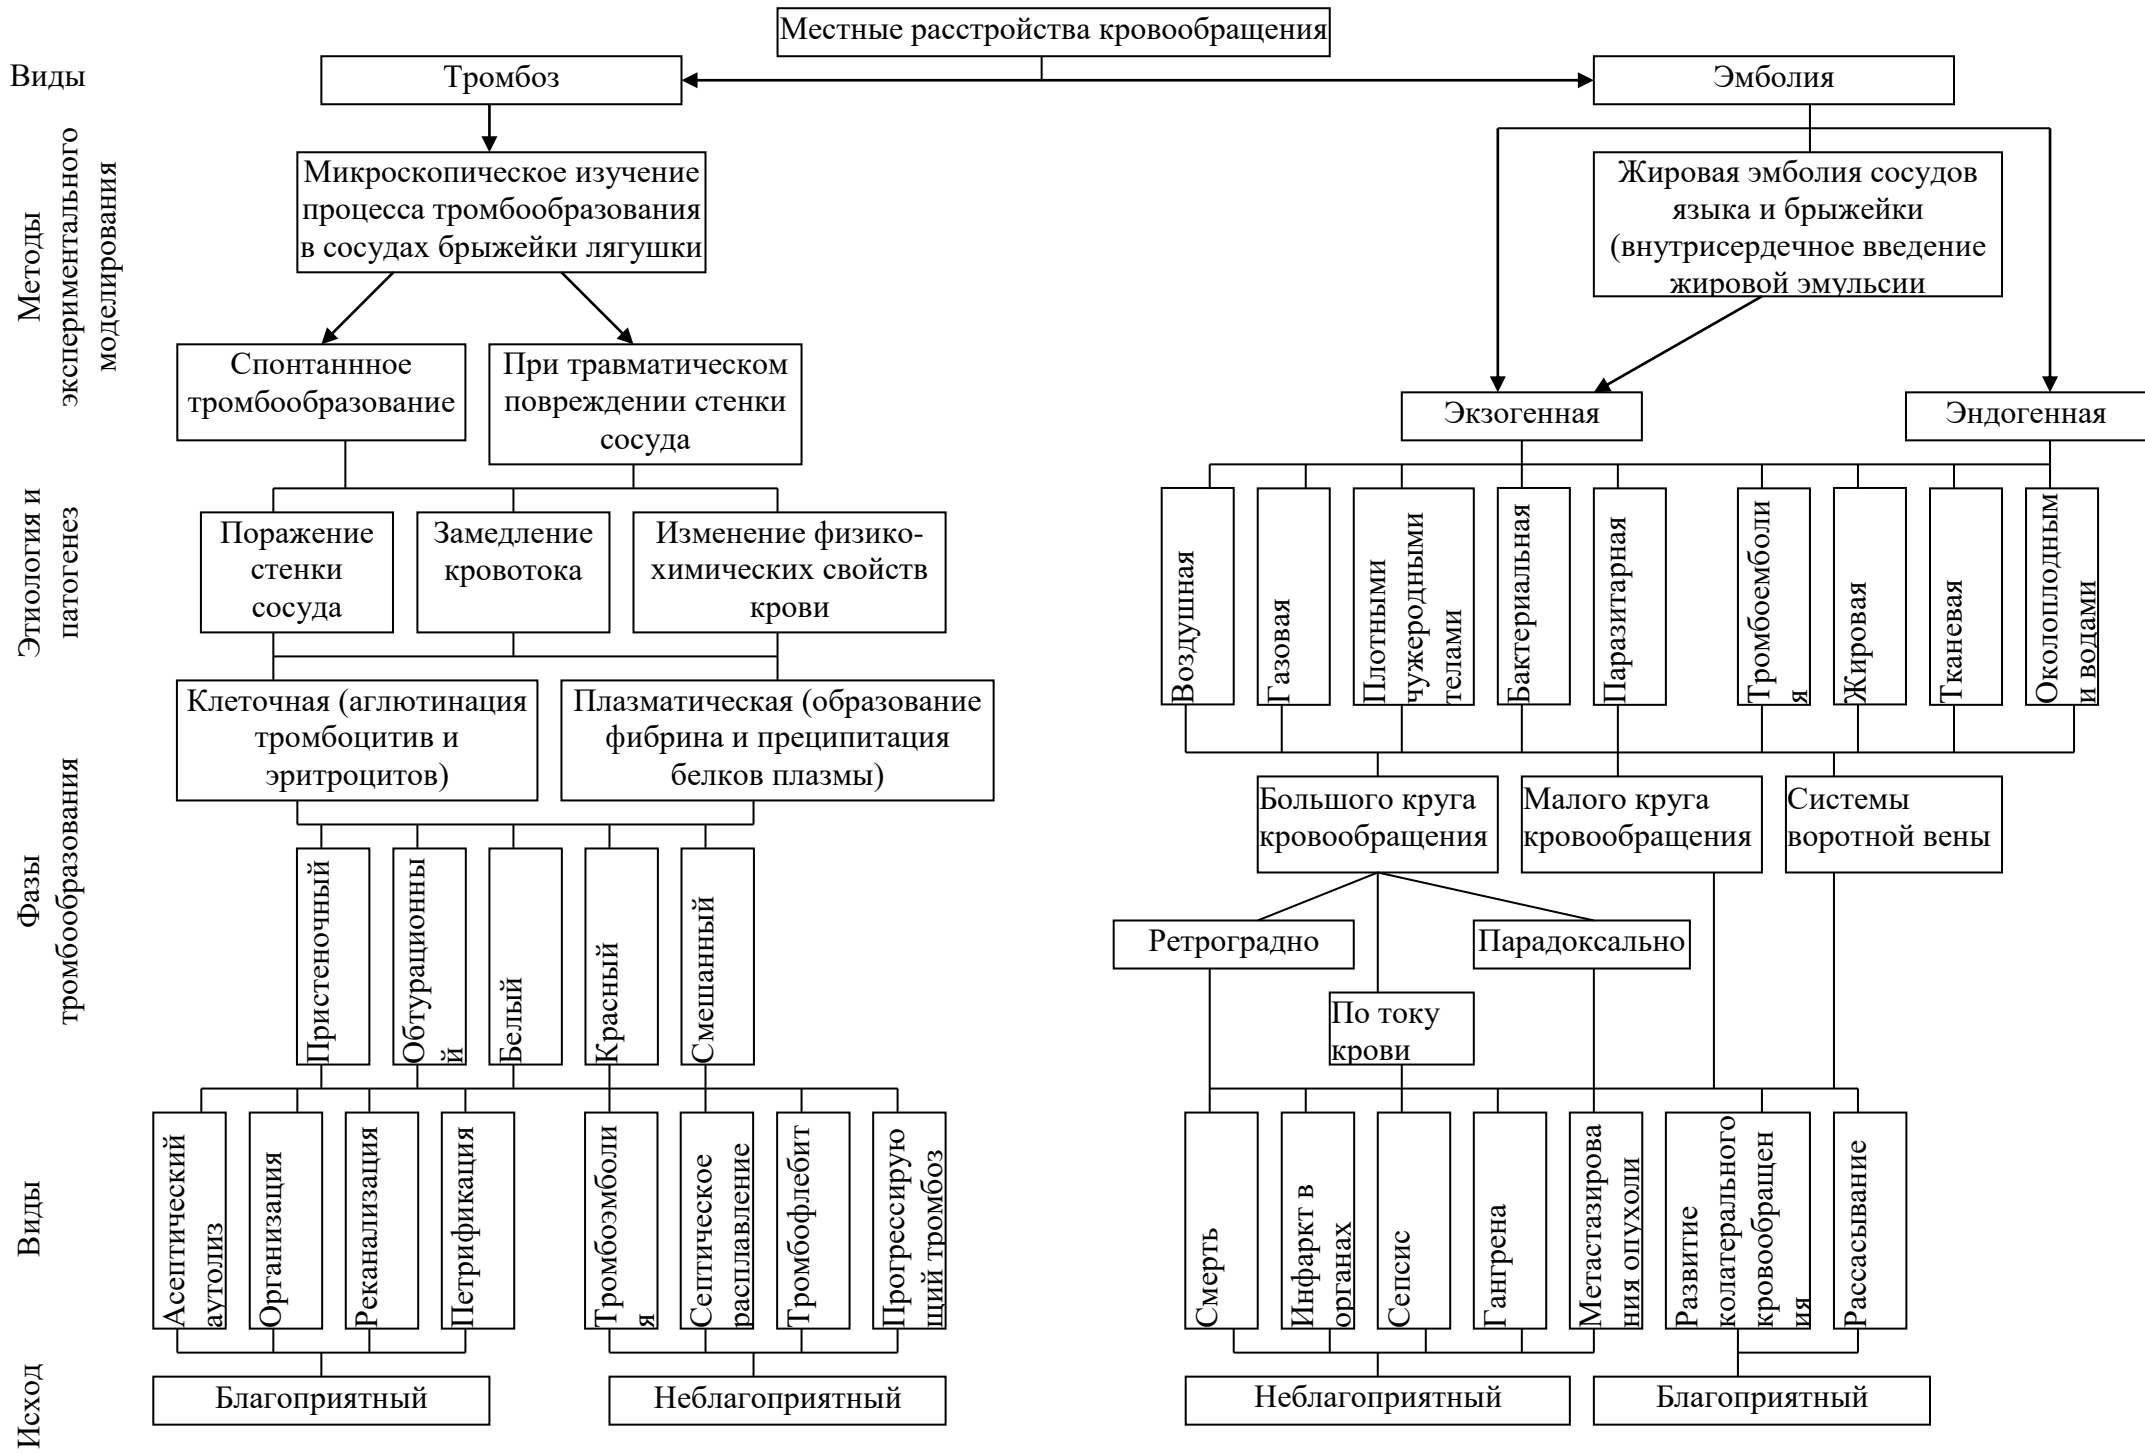 Местные расстройства кровообращения
Виды
Тромбоз
Эмболия
Методы
экспериментального
моделирования
Микроскопическое изучение
процесса тромбообразования
в сосудах брыжейки лягушки
Жировая эмболия сосудов
языка и брыжейки
(внутрисердечное введение
жировой эмульсии
Спонтаннное
тромбообразование
При травматическом
повреждении стенки
сосуда
Экзогенная
Эндогенная
Этиология и
патогенез
Поражение
стенки
сосуда
Замедление
кровотока
Изменение физико-
химических свойств
крови
Воздушная
Газовая
Плотными
чужеродными
телами
Бактериальная
Паразитарная
Тромбоемболи
я
Жировая
Тканевая
Околоплодным
и водами
Фазы
тромбообразования
Клеточная (аглютинация
тромбоцитив и
эритроцитов)
Плазматическая (образование
фибрина и преципитация
белков плазмы)
Большого круга
кровообращения
Малого круга
кровообращения
Системы
воротной вены
Пристеночный
Обтурационны
й
Белый
Красный
Смешанный
Ретроградно
Парадоксально
По току
крови
Виды
Асептический
аутолиз
Организация
Реканализация
Петрификация
Тромбоэмболи
я
Септическое
расплавление
Тромбофлебит
Прогрессирую
щий тромбоз
Смерть
Инфаркт в
органах
Сепсис
Гангрена
Метастазирова
ния опухоли
Развитие
колатерального
кровообращен
ия
Рассасывание
Исход
Благоприятный
Неблагоприятный
Неблагоприятный
Благоприятный